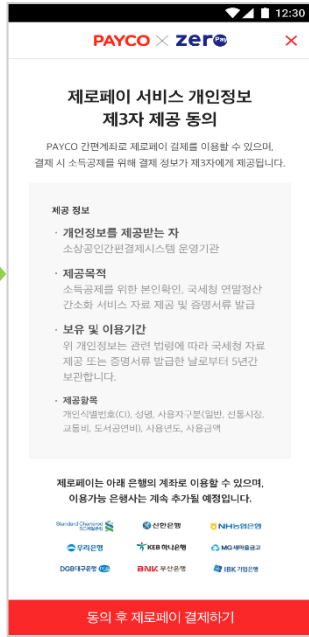 12:30
PAYCO × zero Pay
제로페이 서비스 개인정보
제3자 제공 동의
PAYCO 간편계좌로 제로페이 결제를 이용할 수 있으며,
결제 시 소득공제를 위해 결제 정보가 제3자에게 제공됩니다.
제공 정보
· 개인정보를 제공받는 자
소상공인간편결제시스템 운영기관
· 제공목적
소득공제를 위한 본인확인, 국세청 연말정산
간소화 서비스 자료 제공 및 증명서류 발급
· 보유 및 이용기간
위 개인정보는 관련 법령에 따라 국세청 자료
제공 또는 증명서류 발급한 날로부터 5년간
보관합니다.
· 제공항목
개인식별번호(CI), 성명, 사용자구분(일반, 전통시장,
교통비, 도서공연비), 사용년도, 사용금액
제로페이는 아래 은행의 계좌로 이용할 수 있으며,
이용가능 은행사는 계속 추가될 예정입니다.
Standard Chartered SC제일은행 신한은행 NH농협은행
우리은행 KEB 하나은행 MG새마을금고
DGB대구은행 BNK 부산은행 IBK기업은행
동의 후 제로페이 결제하기